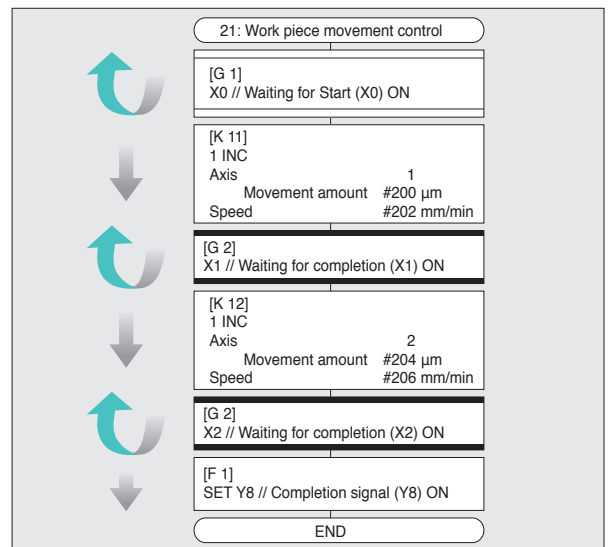 21: Work piece movement control
[G 1]
X0 // Waiting for Start (X0) ON
[K 11]
1 INC
Axis 1
Movement amount #200 µm
Speed #202 mm/min
[G 2]
X1 // Waiting for completion (X1) ON
[K 12]
1 INC
Axis 2
Movement amount #204 µm
Speed #206 mm/min
[G 2]
X2 // Waiting for completion (X2) ON
[F 1]
SET Y8 // Completion signal (Y8) ON
END